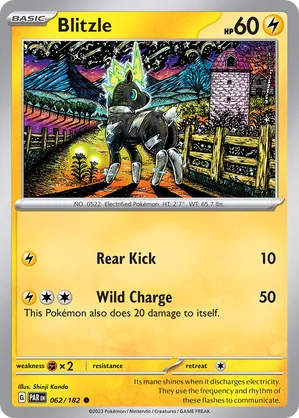 BASIC
Blitzle
HP 60
NO. 0522 Electrified Pokémon HT: 2'7" WT: 65.7 lbs.
Rear Kick 10
Wild Charge 50
This Pokémon also does 20 damage to itself.
Illus. Shinji Kanda
weakness ×2 resistance retreat
G PAR EN 062/182
Its mane shines when it discharges electricity.
They use the frequency and rhythm of
these flashes to communicate.
©2023 Pokémon / Nintendo / Creatures / GAME FREAK